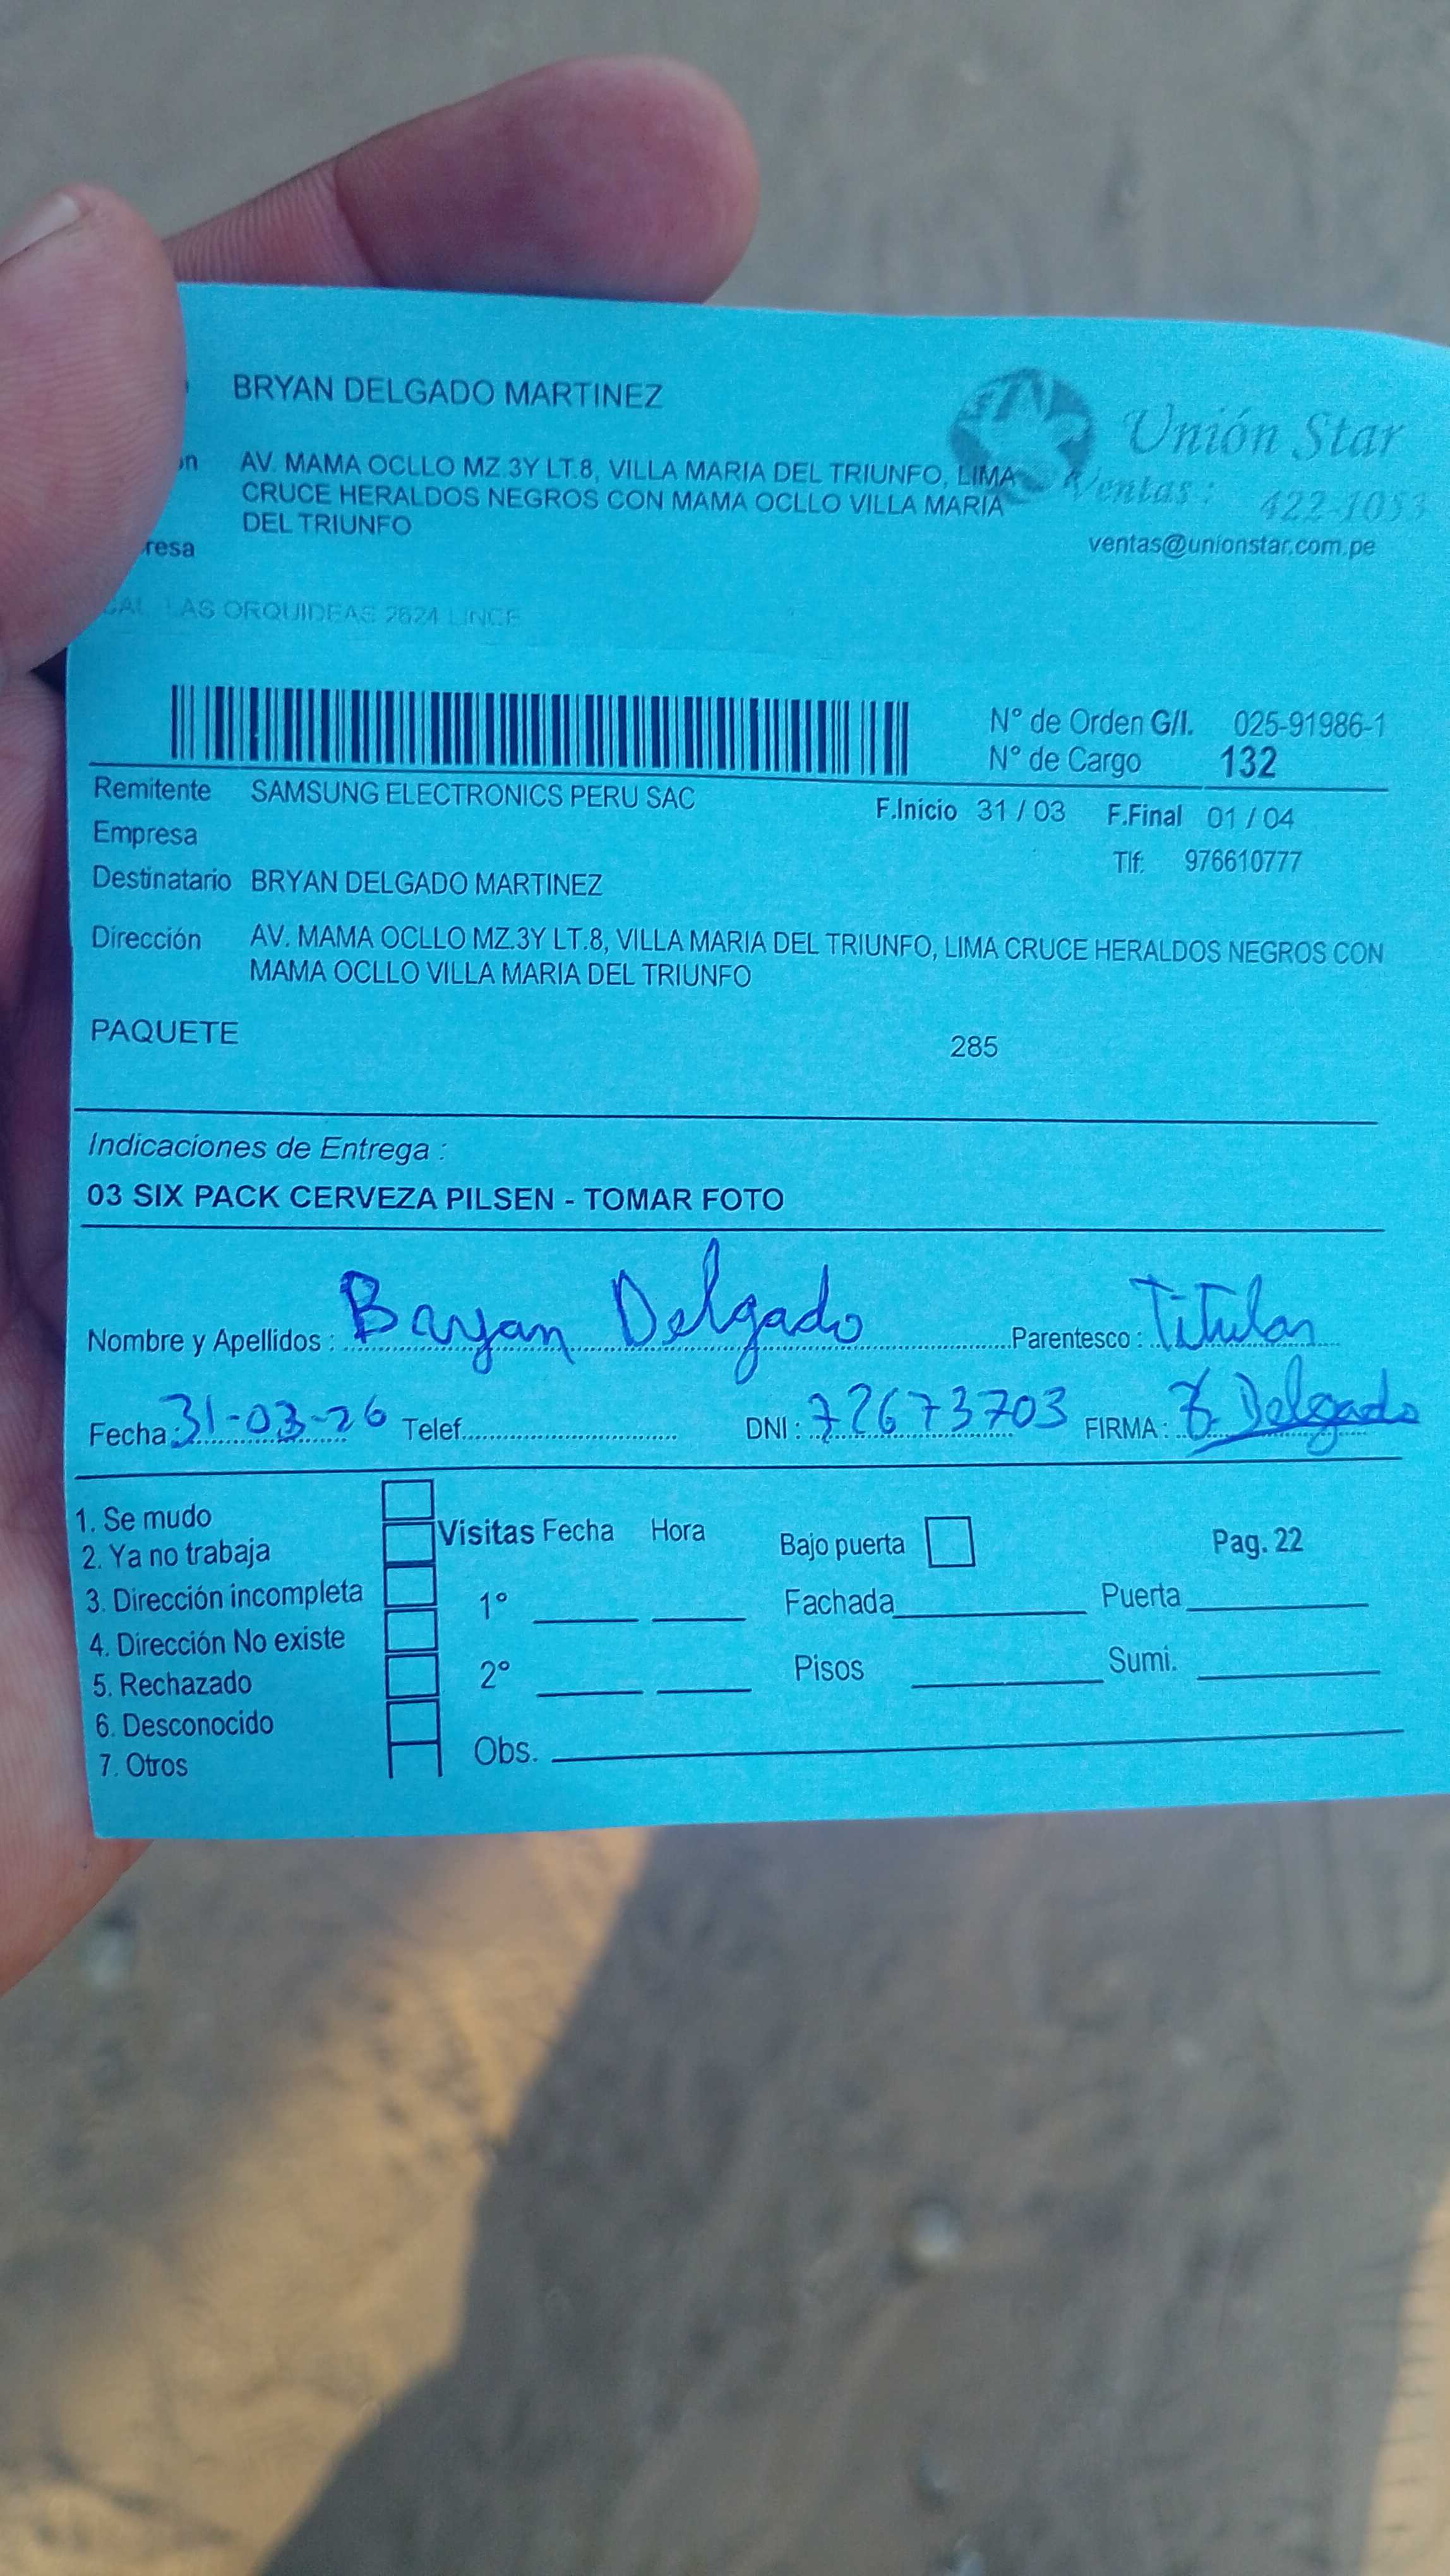 BRYAN DELGADO MARTINEZ
Unión Star
AV. MAMA OCLLO MZ.3Y LT.8, VILLA MARIA DEL TRIUNFO, LIMA
CRUCE HERALDOS NEGROS CON MAMA OCLLO VILLA MARIA
DEL TRIUNFO
Ventas : 422-1053
ventas@unionstar.com.pe
resa
CAL LAS ORQUIDEAS 2624 LINCE
N° de Orden G/I. 025-91986-1
N° de Cargo 132
Remitente SAMSUNG ELECTRONICS PERU SAC
F.Inicio 31 / 03 F.Final 01 / 04
Empresa
Tlf: 976610777
Destinatario BRYAN DELGADO MARTINEZ
Dirección AV. MAMA OCLLO MZ.3Y LT.8, VILLA MARIA DEL TRIUNFO, LIMA CRUCE HERALDOS NEGROS CON
MAMA OCLLO VILLA MARIA DEL TRIUNFO
PAQUETE 285
Indicaciones de Entrega :
03 SIX PACK CERVEZA PILSEN - TOMAR FOTO
Nombre y Apellidos : Bryan Delgado Parentesco : Titular
Fecha : 31-03-26 Telef. DNI : 72673703 FIRMA : B. Delgado
1. Se mudo
2. Ya no trabaja
3. Dirección incompleta
4. Dirección No existe
5. Rechazado
6. Desconocido
7. Otros
Visitas Fecha Hora
1°
2°
Obs.
Bajo puerta Pag. 22
Fachada Puerta
Pisos Sumi.